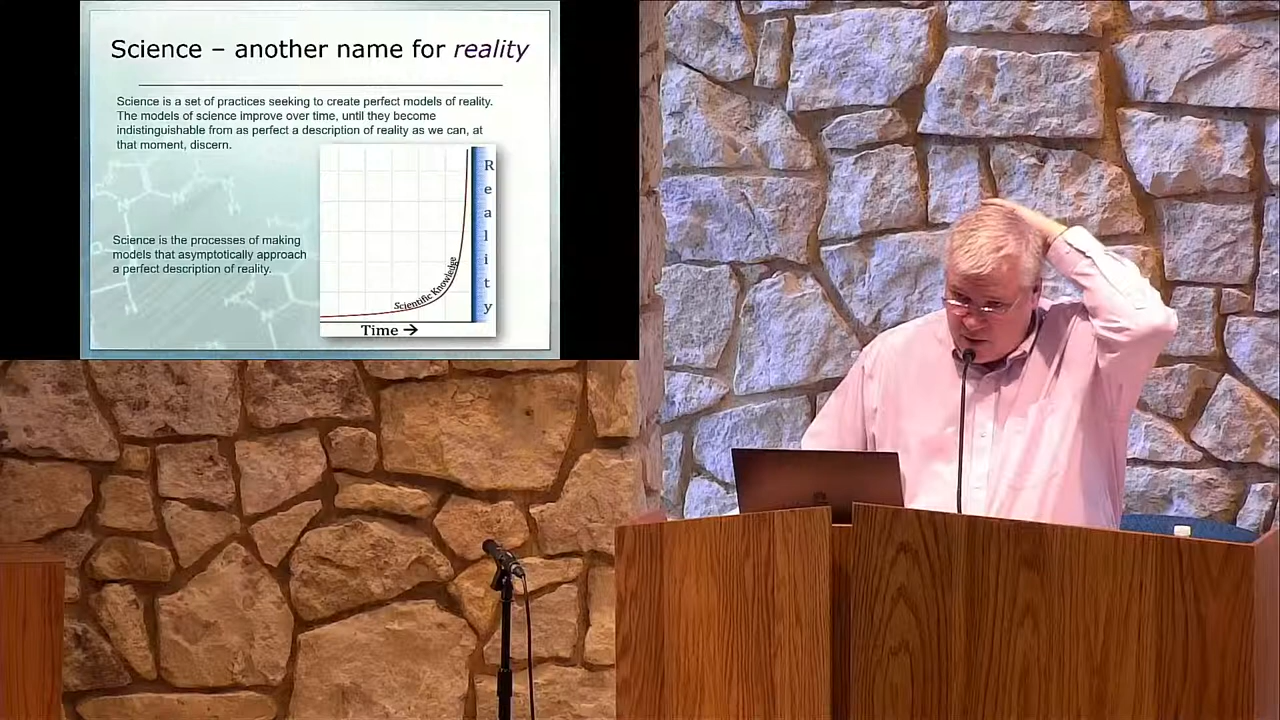 Science – another name for reality
Science is a set of practices seeking to create perfect models of reality.
The models of science improve over time, until they become
indistinguishable from as perfect a description of reality as we can, at
that moment, discern.
Science is the processes of making
models that asymptotically approach
a perfect description of reality.
Scientific Knowledge
Reality
Time →